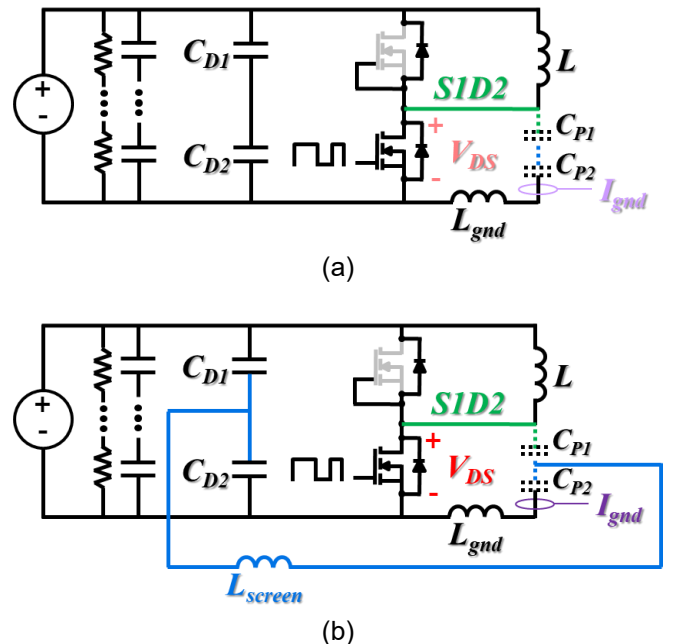 C_D1
L
S1D2
+
C_P1
+
-
C_D2
V_DS
C_P2
-
I_gnd
L_gnd
(a)
C_D1
L
S1D2
+
C_P1
+
-
C_D2
V_DS
C_P2
-
I_gnd
L_gnd
L_screen
(b)